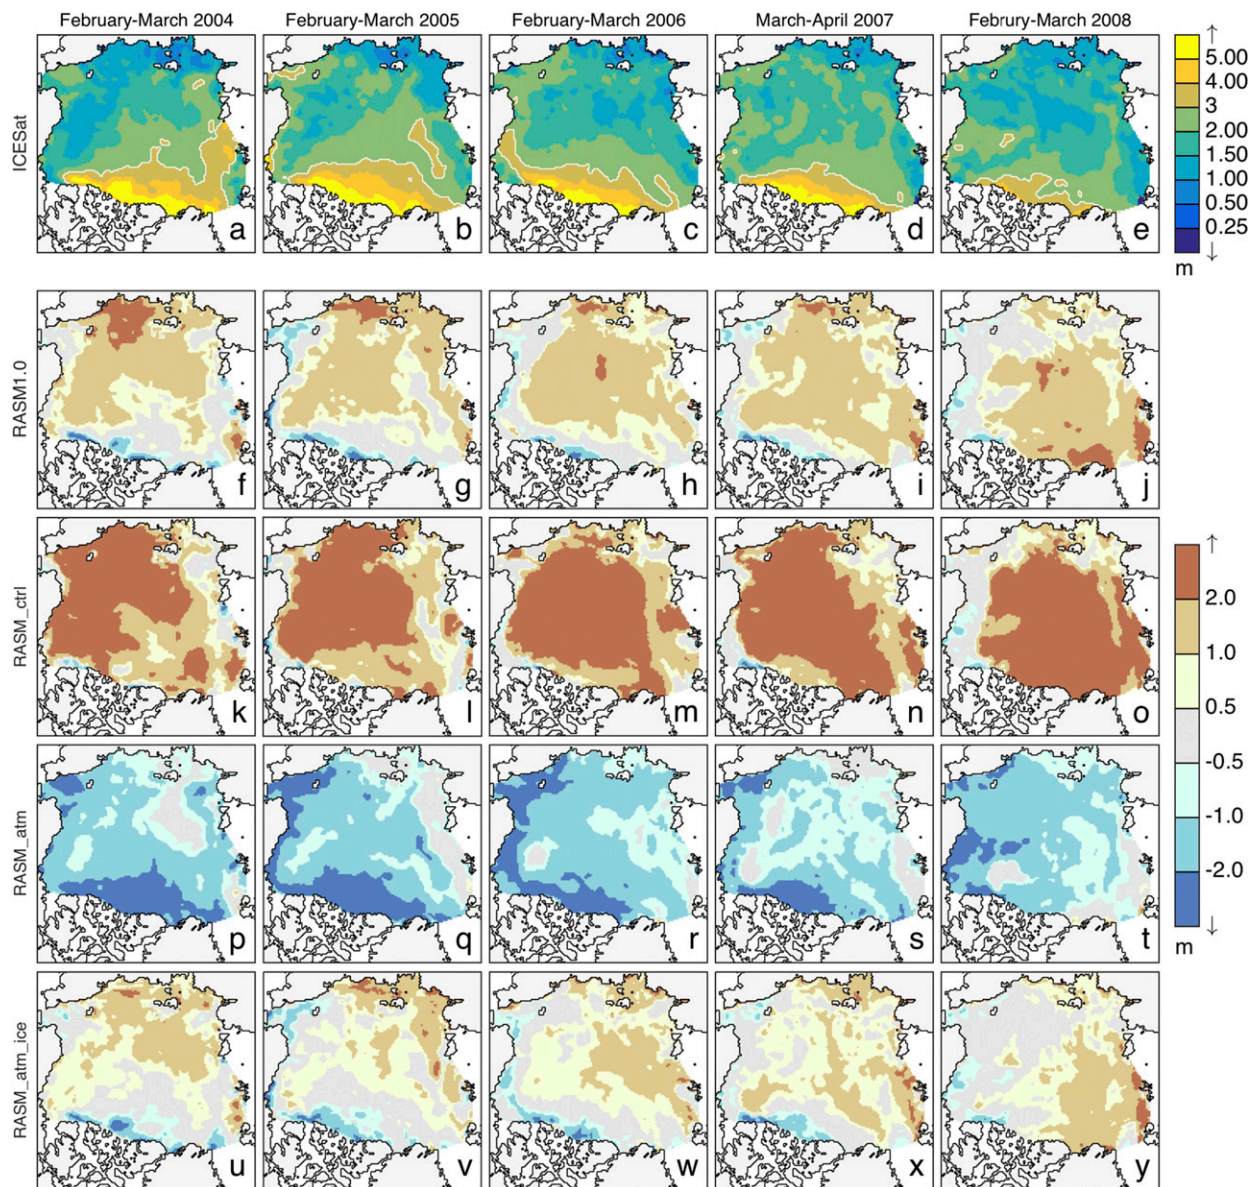 February-March 2004 February-March 2005 February-March 2006 March-April 2007 Februry-March 2008
ICESat
a b c d e
↑
5.00
4.00
3
2.00
1.50
1.00
0.50
0.25
↓
m
RASM1.0
f g h i j
RASM_ctrl
k l m n o
RASM_atm
p q r s t
↑
2.0
1.0
0.5
-0.5
-1.0
-2.0
↓
m
RASM_atm_ice
u v w x y